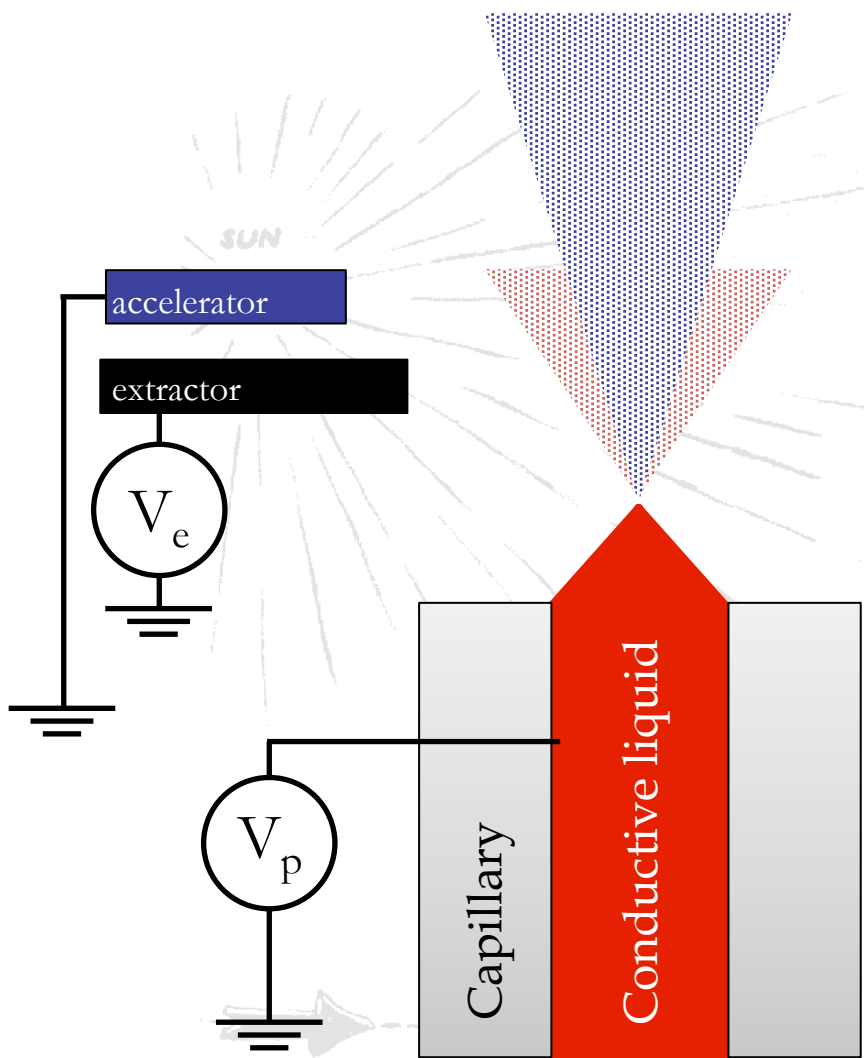 SUN
accelerator
extractor
Ve
Vp
Capillary
Conductive liquid